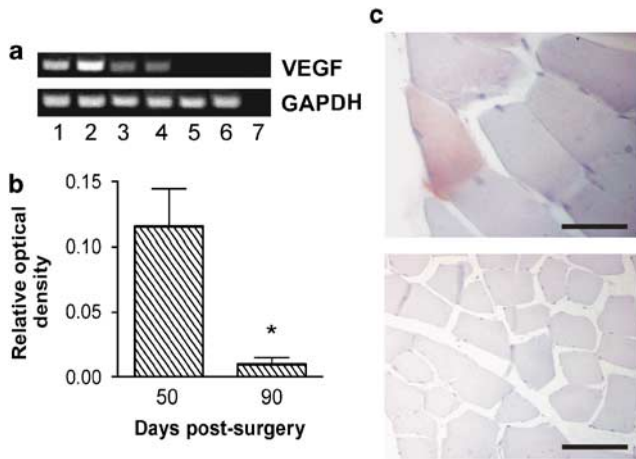 a
VEGF
GAPDH
1 2 3 4 5 6 7
b
0.15
0.10
0.05
0.00
Relative optical
density
*
50 90
Days post-surgery
c